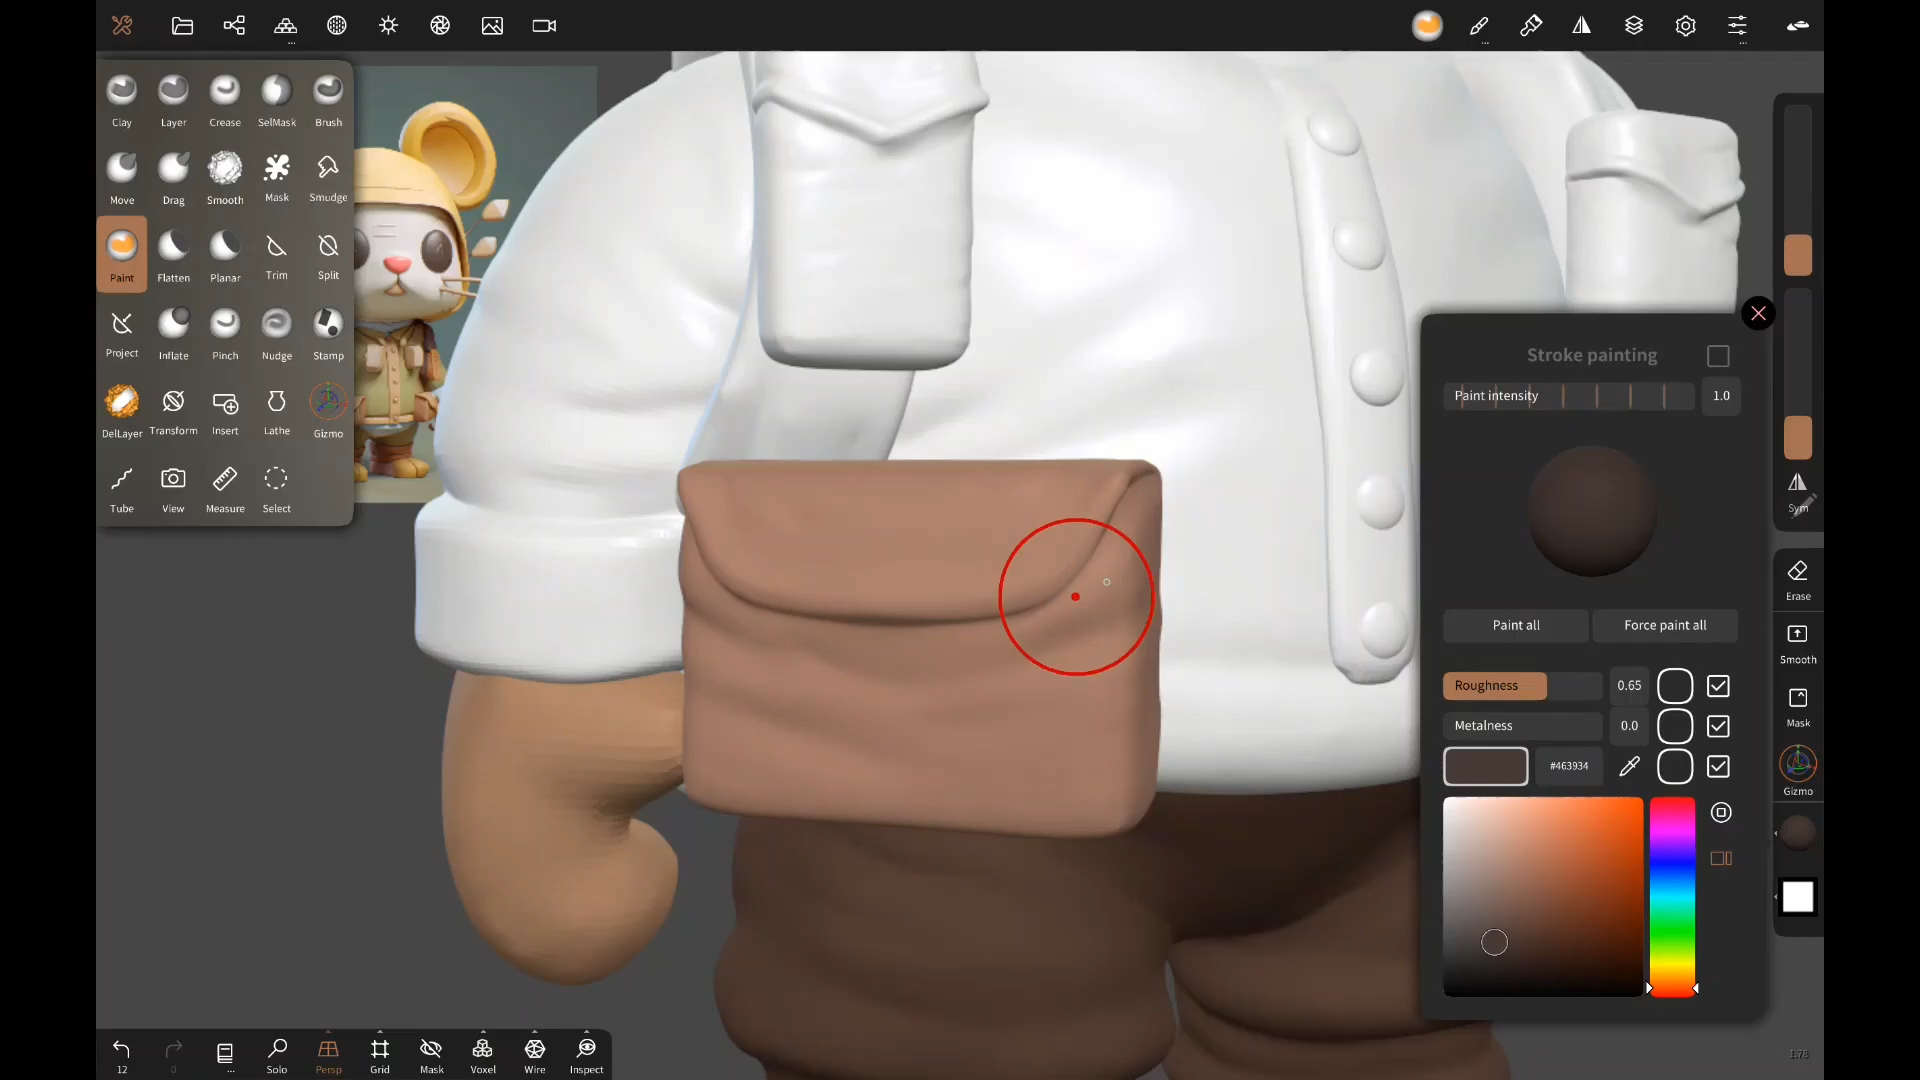 Clay Layer Crease SelMask Brush
Move Drag Smooth Mask Smudge
Paint Flatten Planar Trim Split
Project Inflate Pinch Nudge Stamp
DelLayer Transform Insert Lathe Gizmo
Tube View Measure Select
Stroke painting
Paint intensity 1.0
Paint all Force paint all
Roughness 0.65
Metalness 0.0
#463934
Sym
Erase
Smooth
Mask
Gizmo
1.78
12 0 ... Solo Persp Grid Mask Voxel Wire Inspect